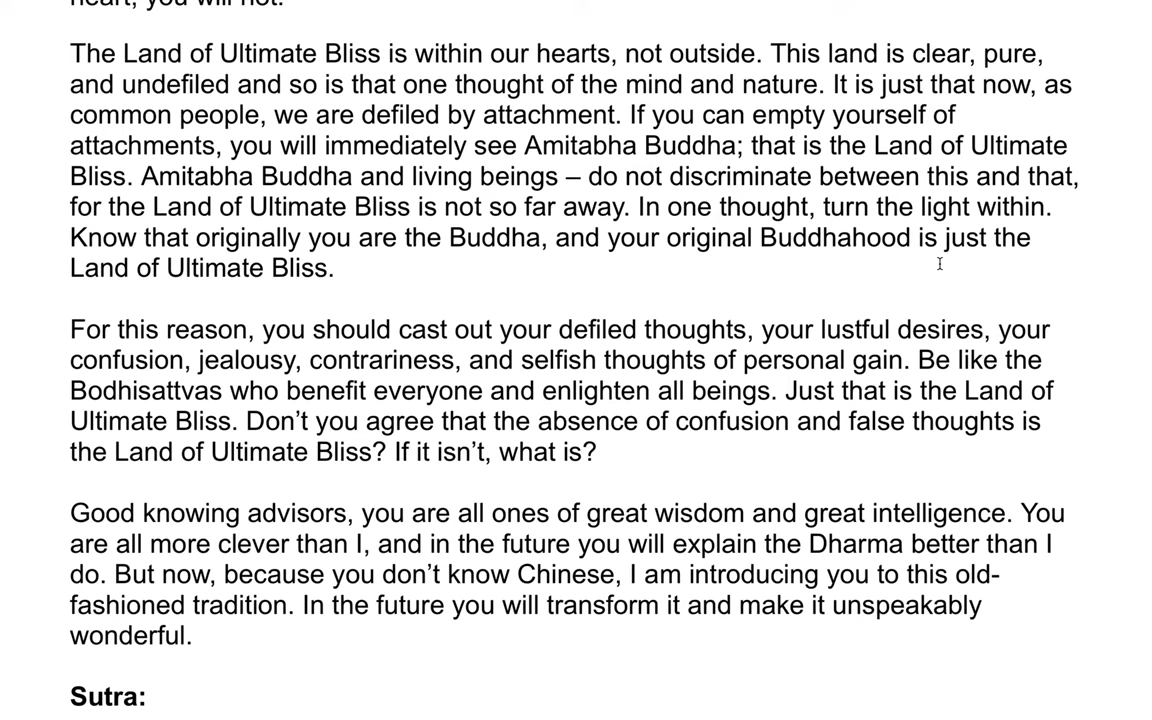 heart, you will not.
The Land of Ultimate Bliss is within our hearts, not outside. This land is clear, pure,
and undefiled and so is that one thought of the mind and nature. It is just that now, as
common people, we are defiled by attachment. If you can empty yourself of
attachments, you will immediately see Amitabha Buddha; that is the Land of Ultimate
Bliss. Amitabha Buddha and living beings – do not discriminate between this and that,
for the Land of Ultimate Bliss is not so far away. In one thought, turn the light within.
Know that originally you are the Buddha, and your original Buddhahood is just the
Land of Ultimate Bliss.
For this reason, you should cast out your defiled thoughts, your lustful desires, your
confusion, jealousy, contrariness, and selfish thoughts of personal gain. Be like the
Bodhisattvas who benefit everyone and enlighten all beings. Just that is the Land of
Ultimate Bliss. Don’t you agree that the absence of confusion and false thoughts is
the Land of Ultimate Bliss? If it isn’t, what is?
Good knowing advisors, you are all ones of great wisdom and great intelligence. You
are all more clever than I, and in the future you will explain the Dharma better than I
do. But now, because you don’t know Chinese, I am introducing you to this old-
fashioned tradition. In the future you will transform it and make it unspeakably
wonderful.
Sutra: